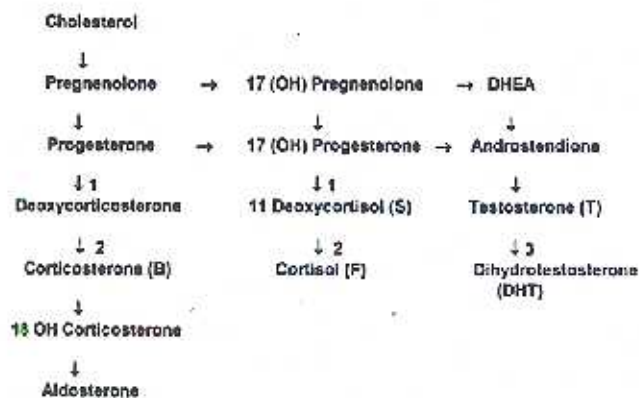 Cholesterol
↓
Pregnenolone → 17 (OH) Pregnenolone → DHEA
↓ ↓ ↓
Progesterone → 17 (OH) Progesterone → Androstendione
↓ 1 ↓ 1 ↓
Deoxycorticosterone 11 Deoxycortisol (S) Testosterone (T)
↓ 2 ↓ 2 ↓ 3
Corticosterone (B) Cortisol (F) Dihydrotestosterone
(DHT)
↓
18 OH Corticosterone
↓
Aldosterone